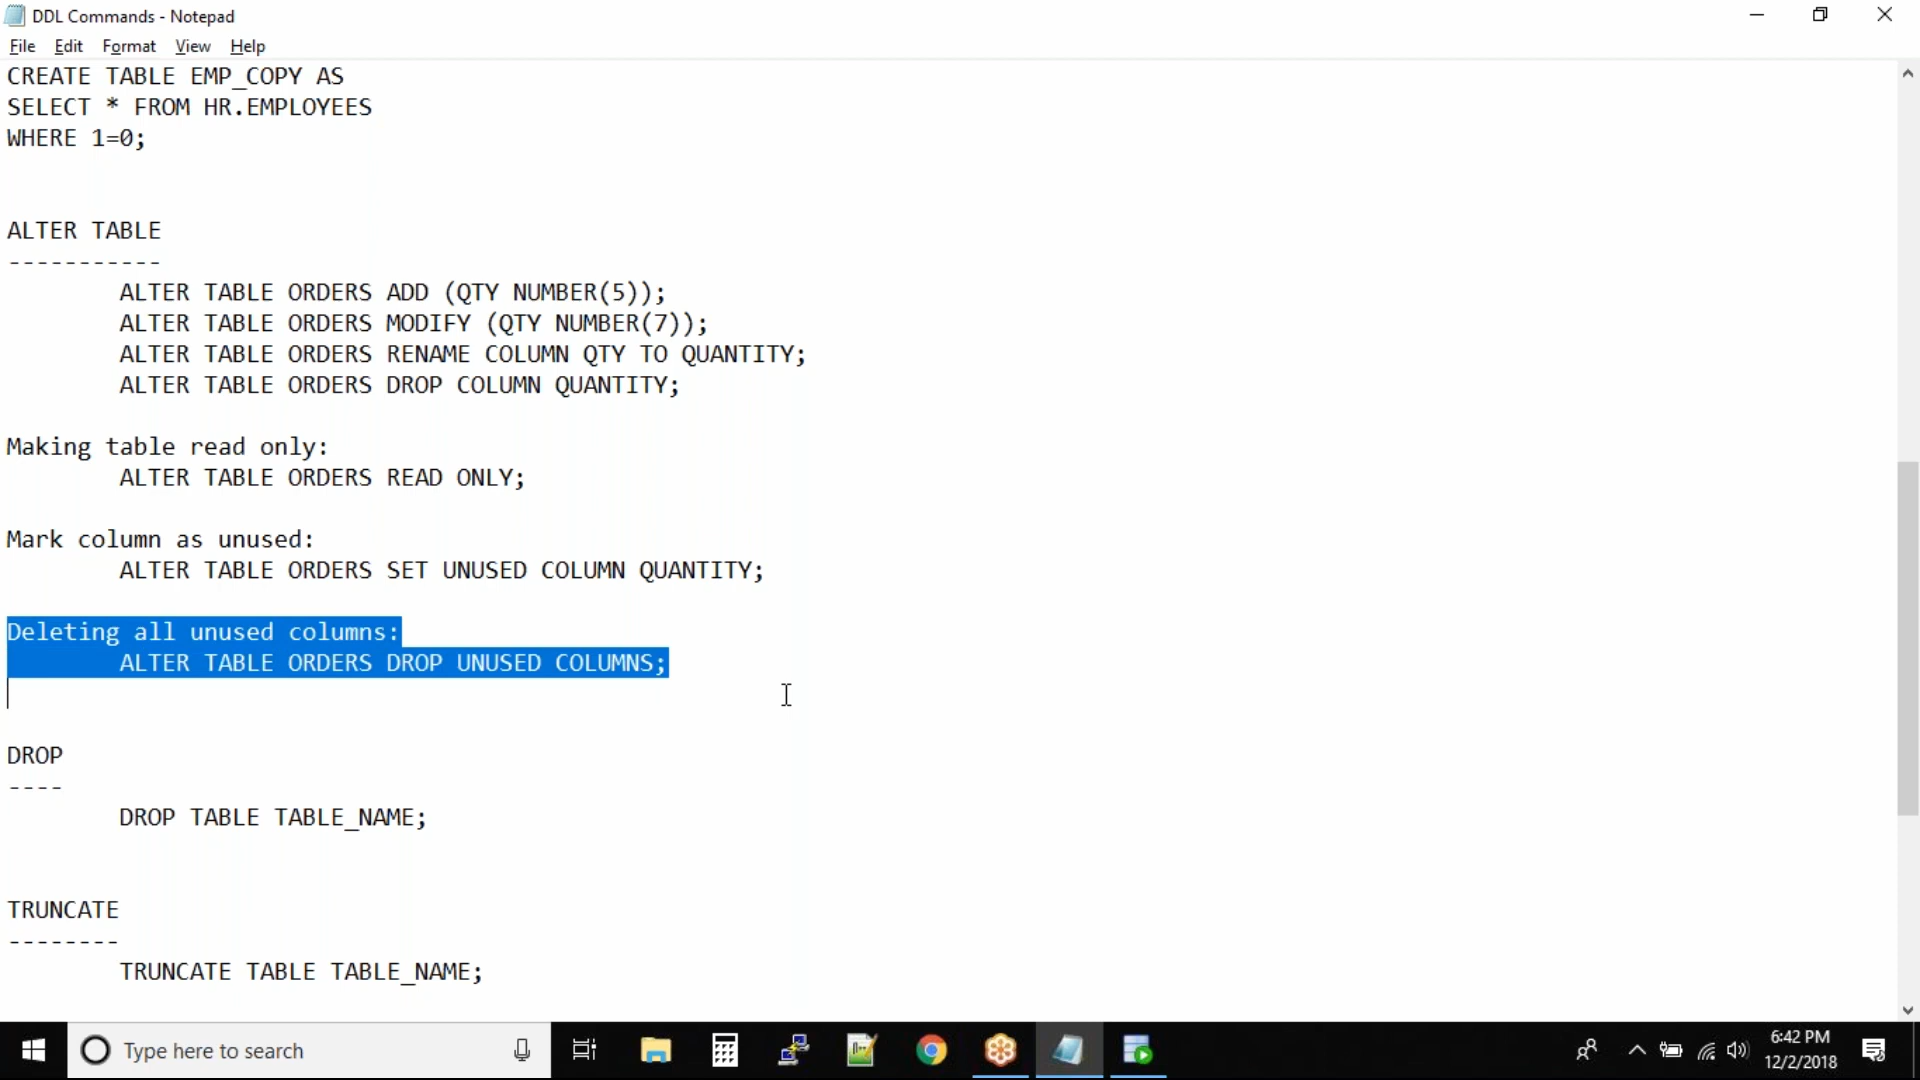 DDL Commands - Notepad
File Edit Format View Help
CREATE TABLE EMP_COPY AS
SELECT * FROM HR.EMPLOYEES
WHERE 1=0;
ALTER TABLE
-----------
ALTER TABLE ORDERS ADD (QTY NUMBER(5));
ALTER TABLE ORDERS MODIFY (QTY NUMBER(7));
ALTER TABLE ORDERS RENAME COLUMN QTY TO QUANTITY;
ALTER TABLE ORDERS DROP COLUMN QUANTITY;
Making table read only:
ALTER TABLE ORDERS READ ONLY;
Mark column as unused:
ALTER TABLE ORDERS SET UNUSED COLUMN QUANTITY;
Deleting all unused columns:
ALTER TABLE ORDERS DROP UNUSED COLUMNS;
DROP
----
DROP TABLE TABLE_NAME;
TRUNCATE
--------
TRUNCATE TABLE TABLE_NAME;
Type here to search
6:42 PM
12/2/2018